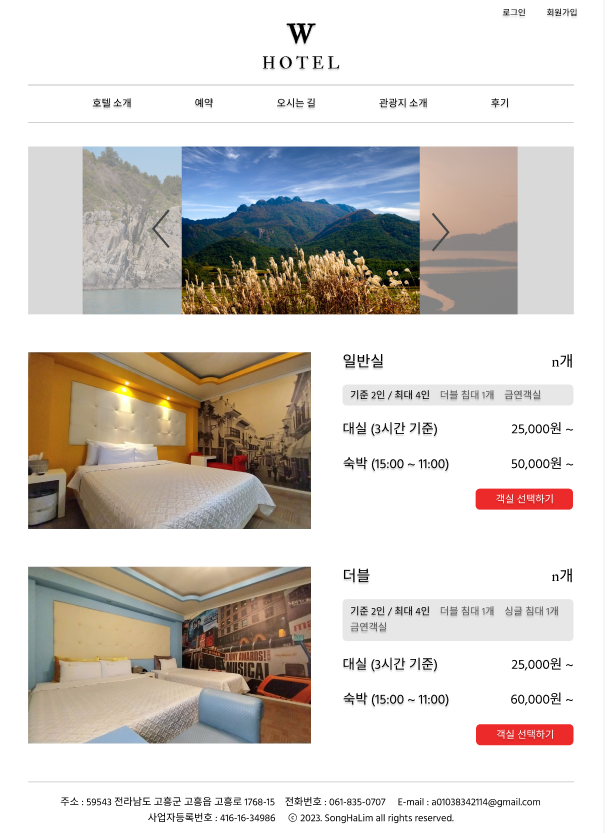 로그인 회원가입
W
HOTEL
호텔 소개 예약 오시는 길 관광지 소개 후기
일반실 n개
기준 2인 / 최대 4인 더블 침대 1개 금연객실
대실 (3시간 기준) 25,000원 ~
숙박 (15:00 ~ 11:00) 50,000원 ~
객실 선택하기
더블 n개
기준 2인 / 최대 4인 더블 침대 1개 싱글 침대 1개
금연객실
대실 (3시간 기준) 25,000원 ~
숙박 (15:00 ~ 11:00) 60,000원 ~
객실 선택하기
주소 : 59543 전라남도 고흥군 고흥읍 고흥로 1768-15 전화번호 : 061-835-0707 E-mail : a01038342114@gmail.com
사업자등록번호 : 416-16-34986 ⓒ 2023. SongHaLim all rights reserved.